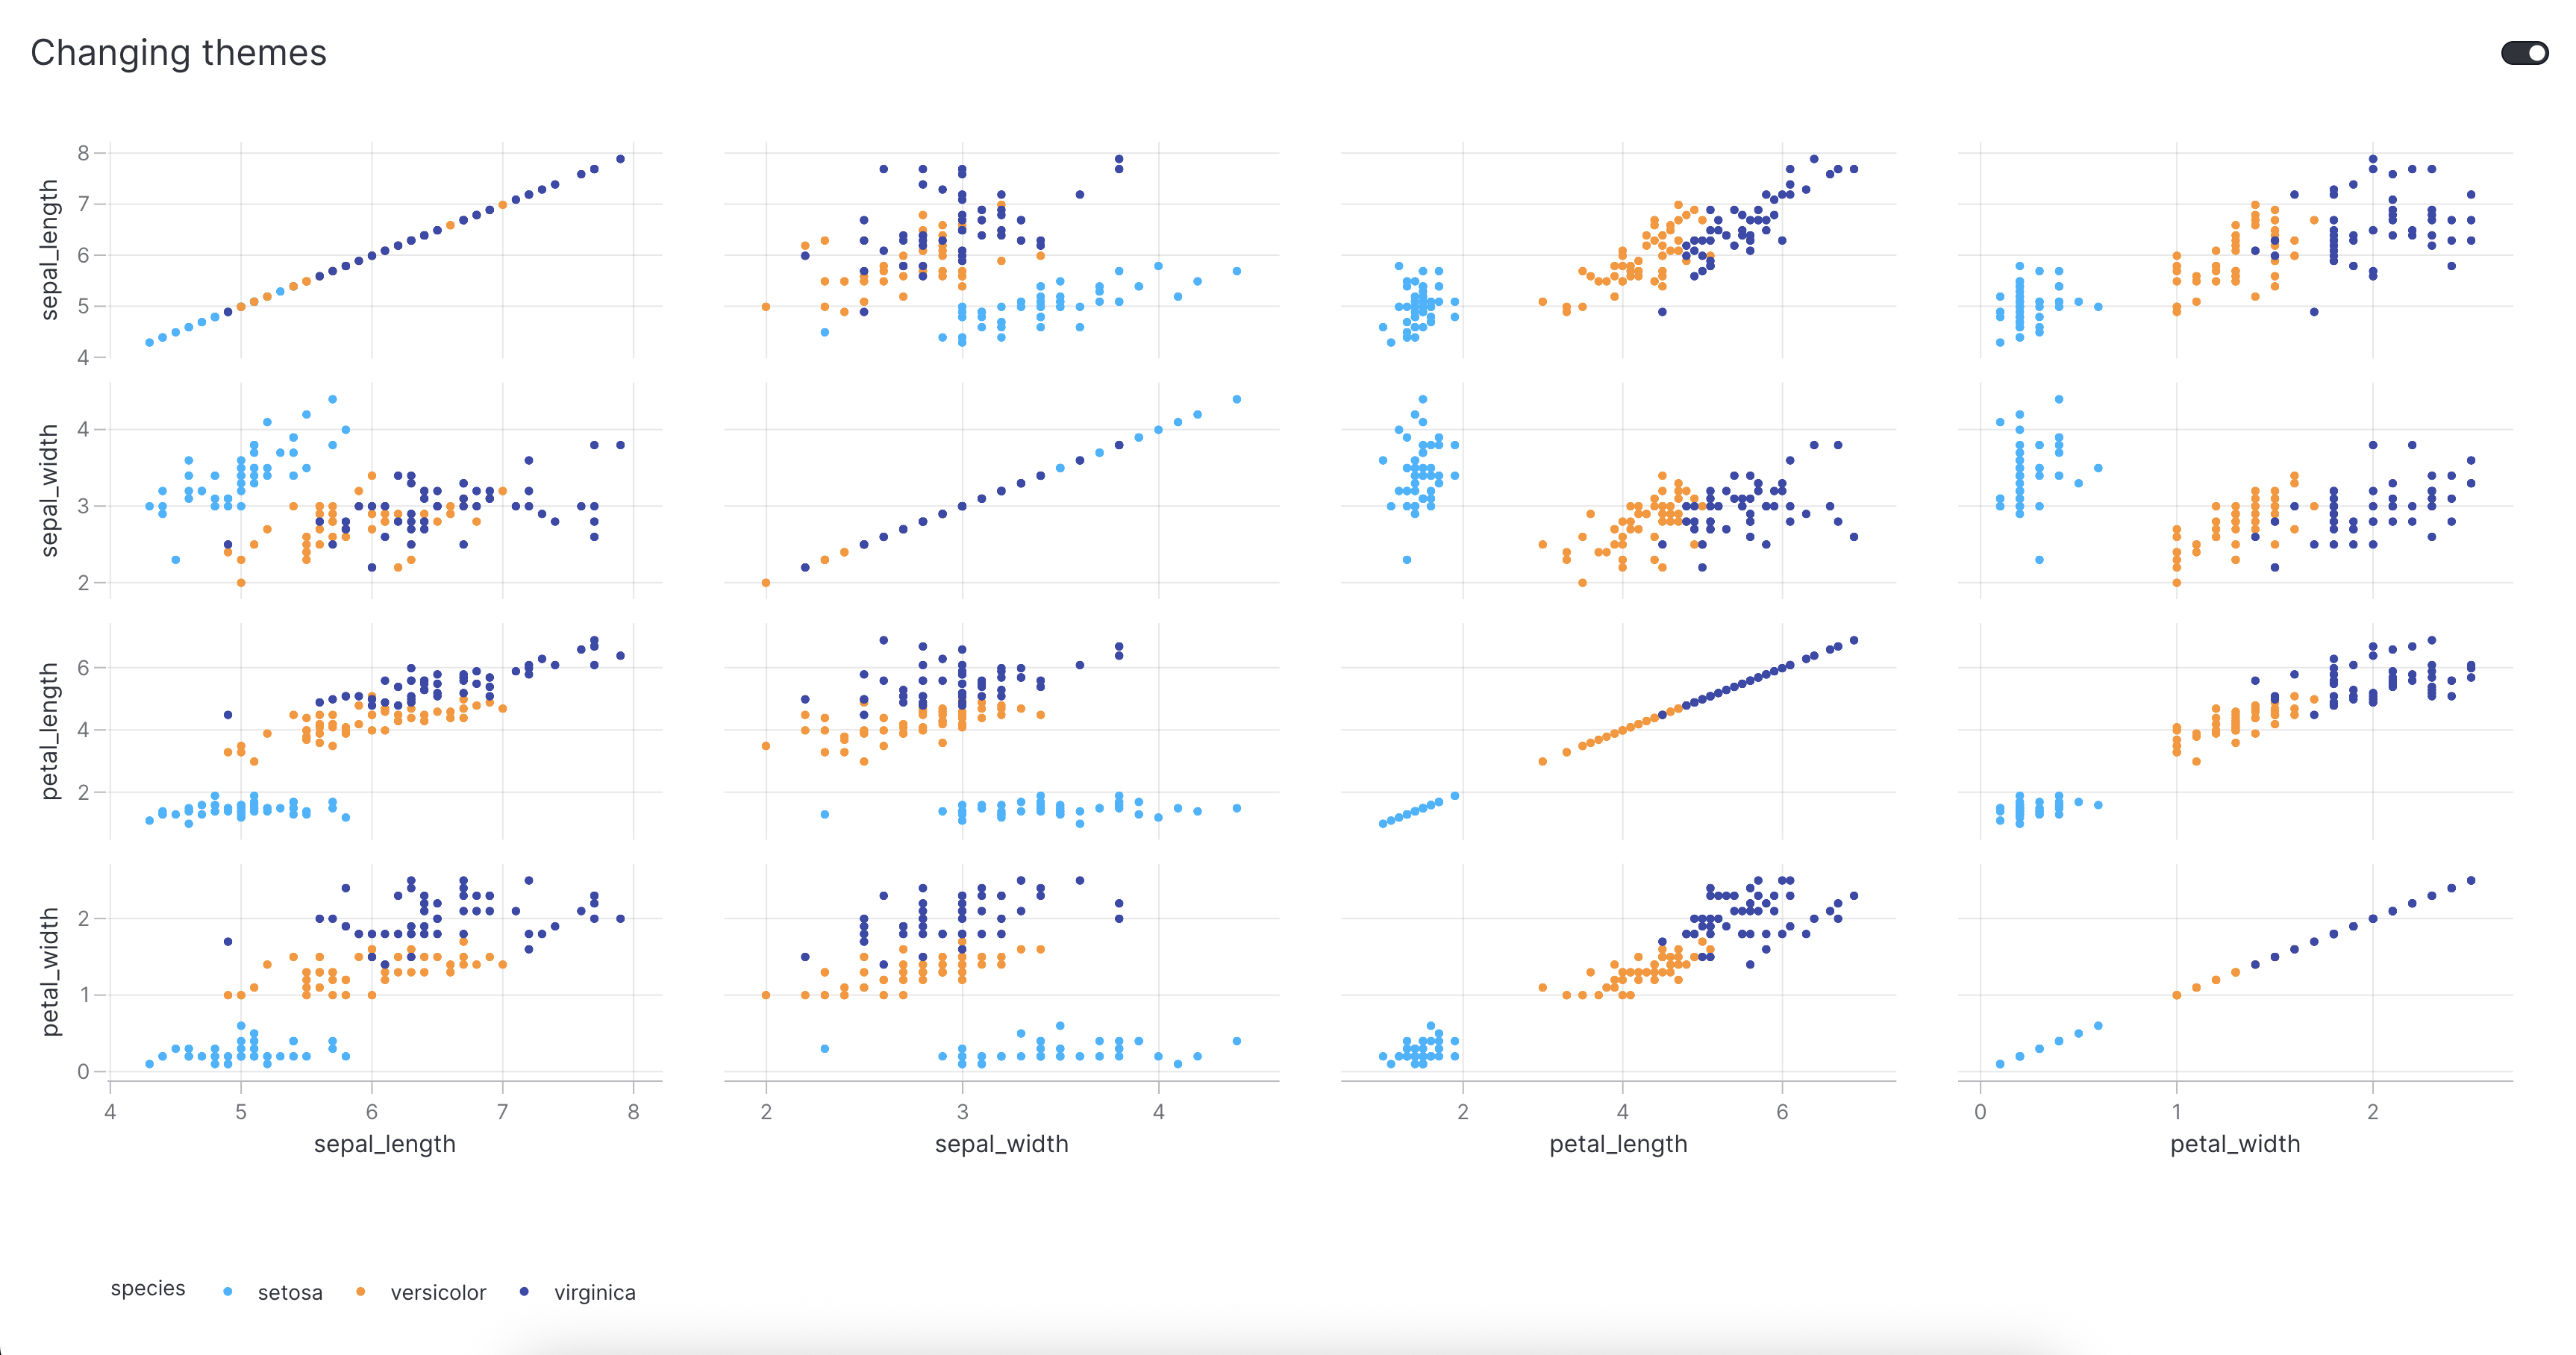 Changing themes
sepal_length
8
7
6
5
4
sepal_width
4
3
2
petal_length
6
4
2
petal_width
2
1
0
4 5 6 7 8
2 3 4
2 4 6
0 1 2
sepal_length
sepal_width
petal_length
petal_width
species setosa versicolor virginica